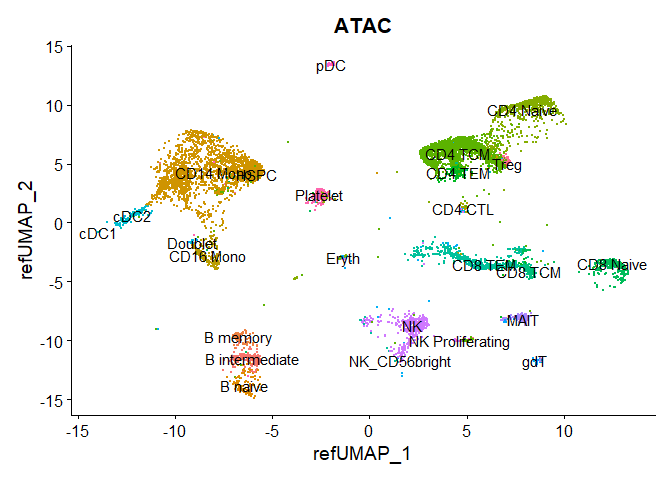 ATAC
15
10
5
0
-5
-10
-15
refUMAP_2
pDC
CD4 Naive
CD4 TCM
Treg
CD4 TEM
CD14 Mono
HSPC
Platelet
CD4 CTL
cDC2
cDC1
Doublet
CD16 Mono
Eryth
CD8 TEM
CD8 TCM
CD8 Naive
MAIT
NK
B memory
NK Proliferating
B intermediate
NK_CD56bright
gdT
B naive
-15
-10
-5
0
5
10
refUMAP_1